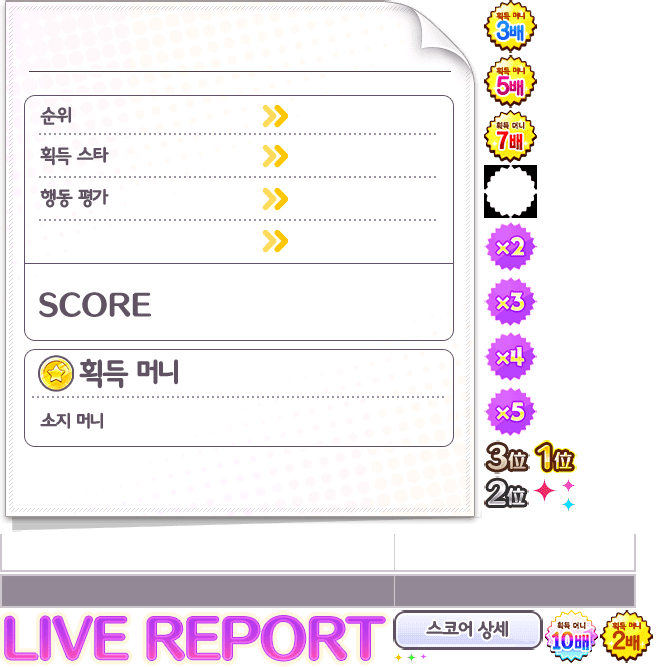 순위
획득 스타
행동 평가
SCORE
획득 머니
소지 머니
획득 머니
3배
획득 머니
5배
획득 머니
7배
×2
×3
×4
×5
3位
1位
2位
LIVE REPORT
스코어 상세
획득 머니
10배
획득 머니
2배